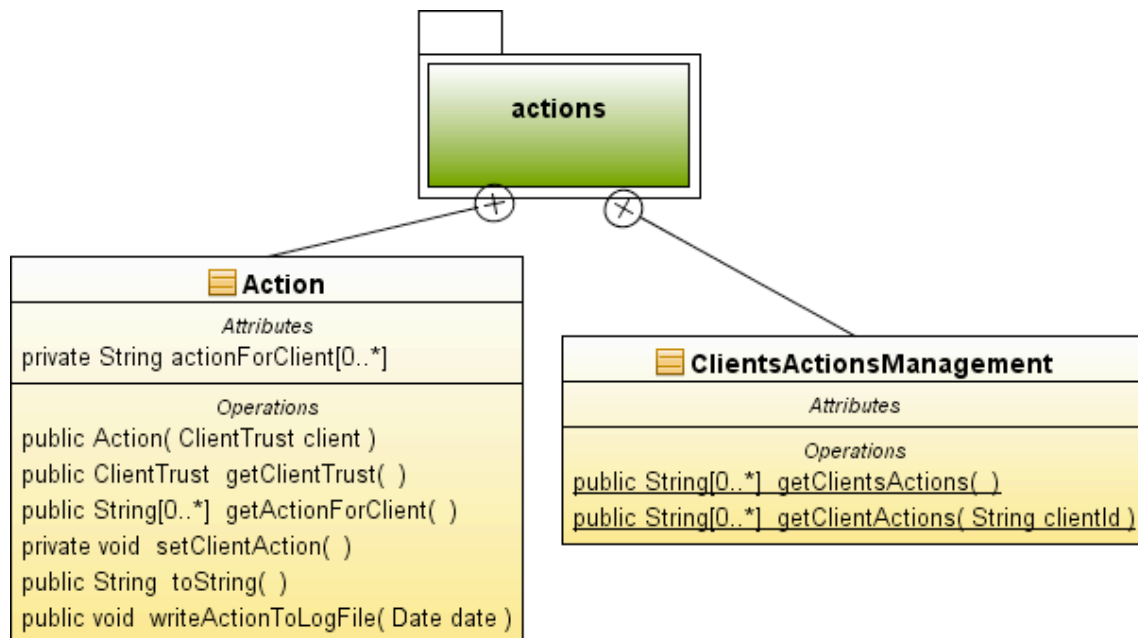 actions
Action
Attributes
private String actionForClient[0..*]
Operations
public Action( ClientTrust client )
public ClientTrust  getClientTrust(  )
public String[0..*]  getActionForClient(  )
private void  setClientAction(  )
public String  toString(  )
public void  writeActionToLogFile( Date date )
ClientsActionsManagement
Attributes
Operations
public String[0..*]  getClientsActions(  )
public String[0..*]  getClientActions( String clientId )